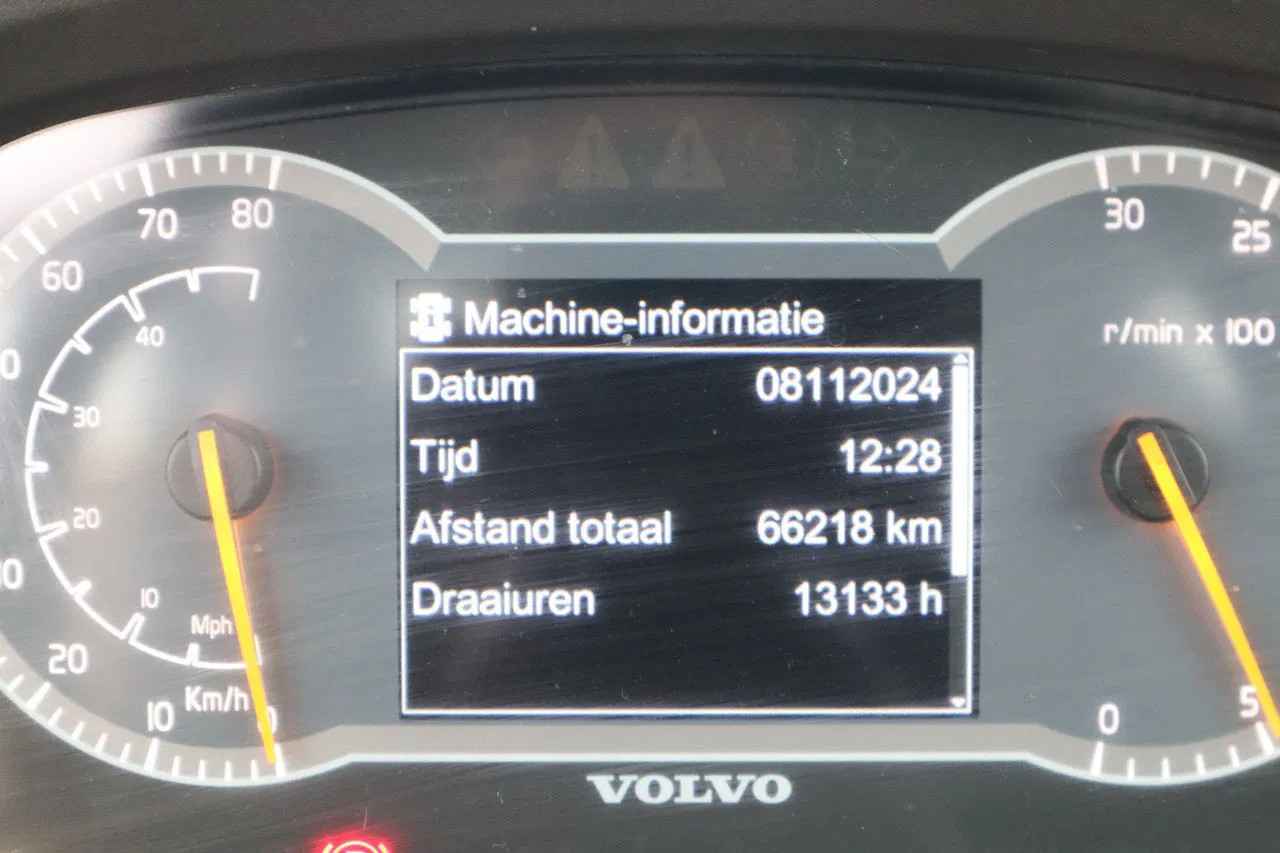 Machine-informatie
Datum 08112024
Tijd 12:28
Afstand totaal 66218 km
Draaiuren 13133 h
80
70
60
40
30
20
10
Mph
20
10
Km/h
30
25
r/min x 100
5
0
VOLVO